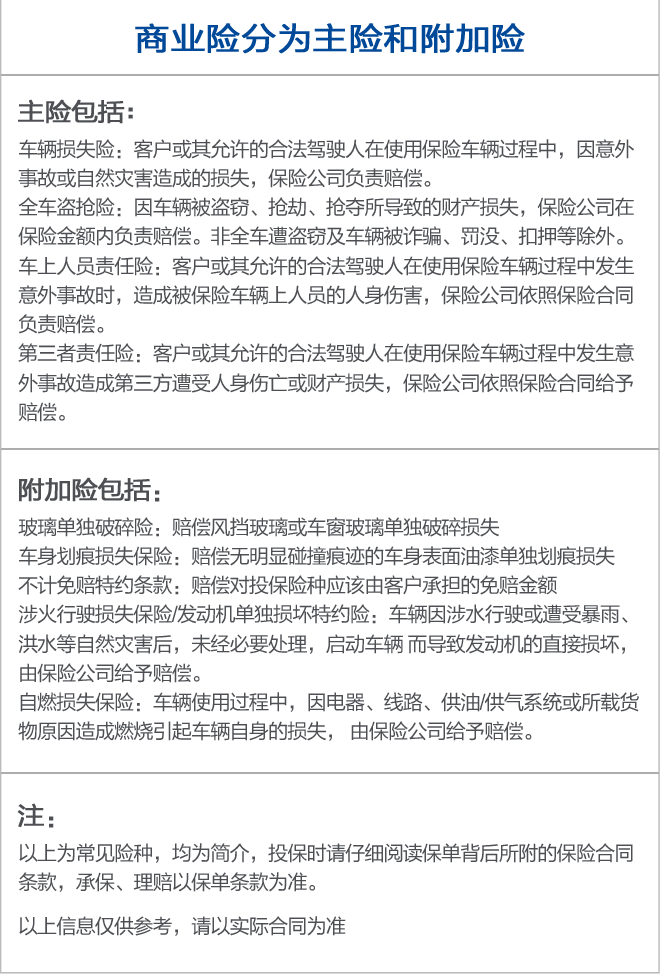 商业险分为主险和附加险
主险包括：
车辆损失险：客户或其允许的合法驾驶人在使用保险车辆过程中，因意外
事故或自然灾害造成的损失，保险公司负责赔偿。
全车盗抢险：因车辆被盗窃、抢劫、抢夺所导致的财产损失，保险公司在
保险金额内负责赔偿。非全车遭盗窃及车辆被诈骗、罚没、扣押等除外。
车上人员责任险：客户或其允许的合法驾驶人在使用保险车辆过程中发生
意外事故时，造成被保险车辆上人员的人身伤害，保险公司依照保险合同
负责赔偿。
第三者责任险：客户或其允许的合法驾驶人在使用保险车辆过程中发生意
外事故造成第三方遭受人身伤亡或财产损失，保险公司依照保险合同给予
赔偿。
附加险包括：
玻璃单独破碎险：赔偿风挡玻璃或车窗玻璃单独破碎损失
车身划痕损失保险：赔偿无明显碰撞痕迹的车身表面油漆单独划痕损失
不计免赔特约条款：赔偿对投保险种应该由客户承担的免赔金额
涉火行驶损失保险/发动机单独损坏特约险：车辆因涉水行驶或遭受暴雨、
洪水等自然灾害后，未经必要处理，启动车辆 而导致发动机的直接损坏，
由保险公司给予赔偿。
自燃损失保险：车辆使用过程中，因电器、线路、供油/供气系统或所载货
物原因造成燃烧引起车辆自身的损失， 由保险公司给予赔偿。
注：
以上为常见险种，均为简介，投保时请仔细阅读保单背后所附的保险合同
条款，承保、理赔以保单条款为准。
以上信息仅供参考，请以实际合同为准